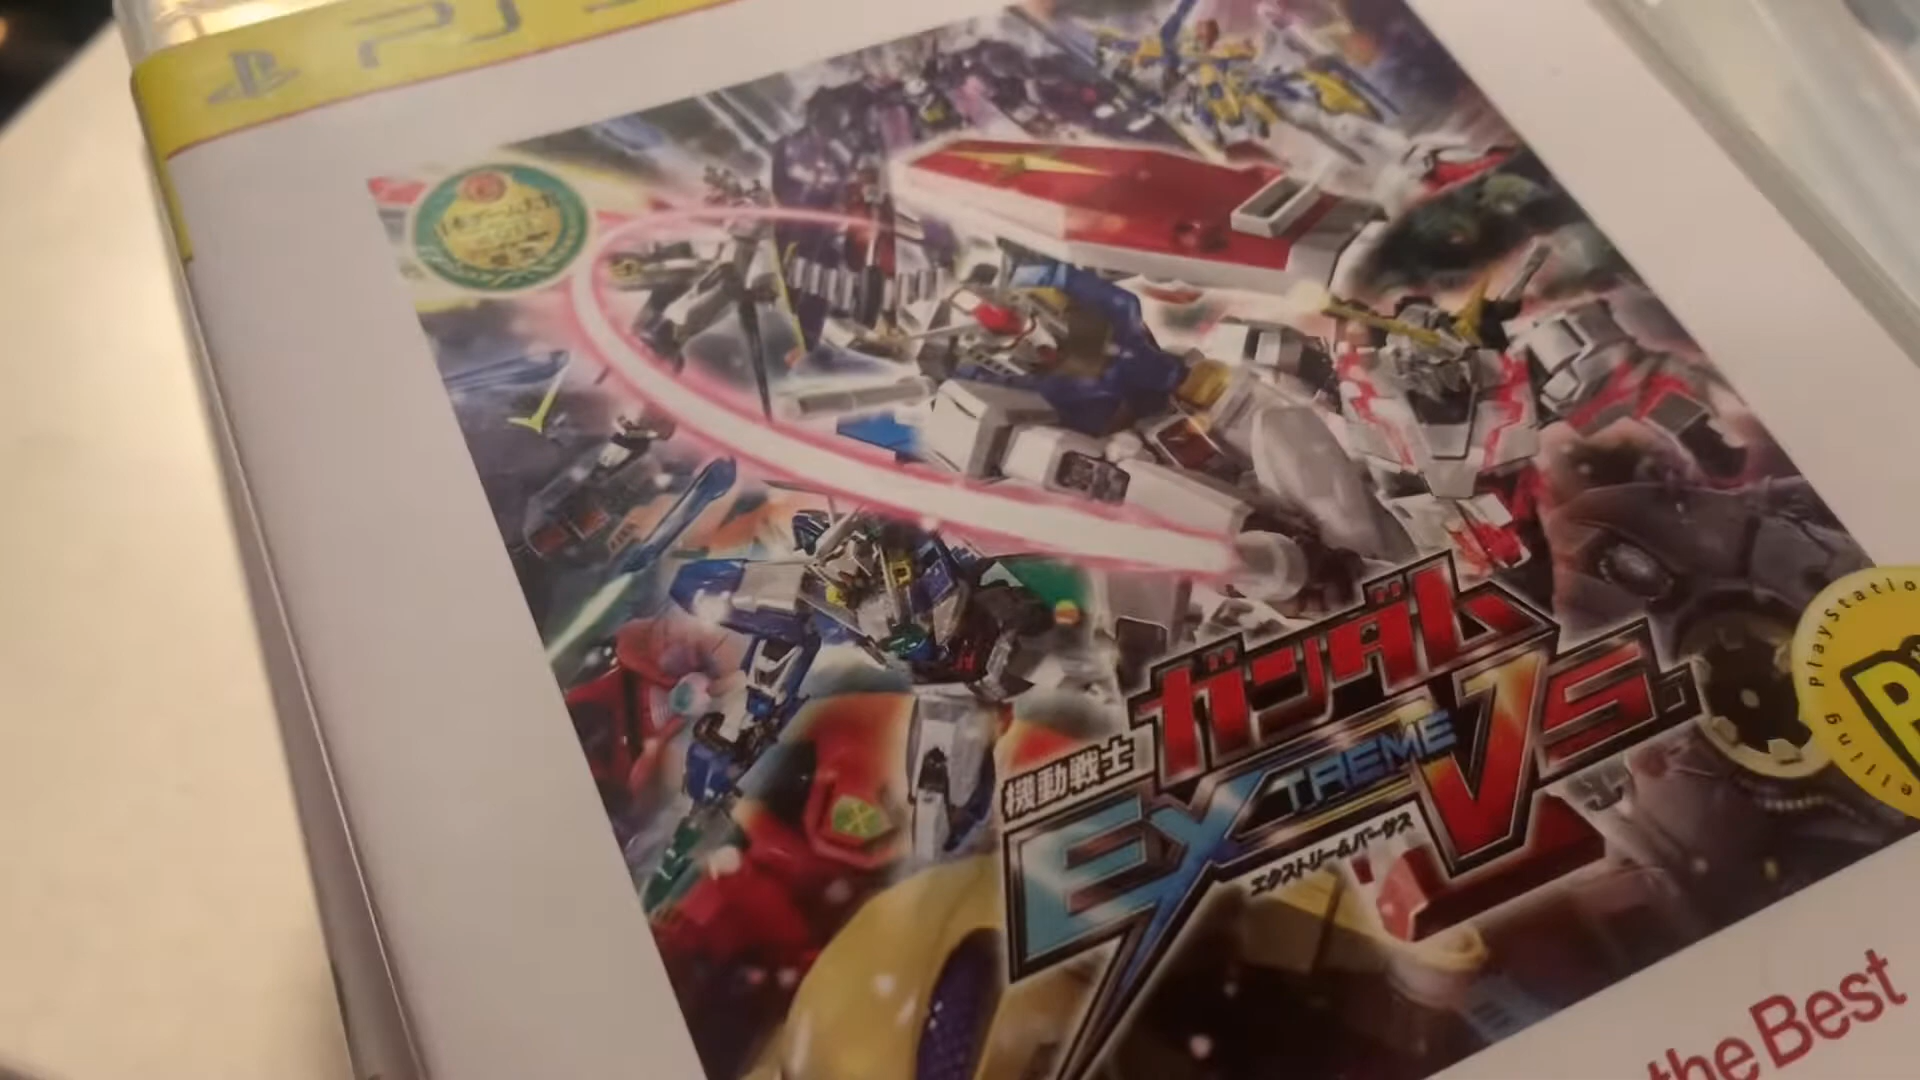 PS3
ガンダム
機動戦士
EXTREME VS.
エクストリームバーサス
PlayStation
the Best